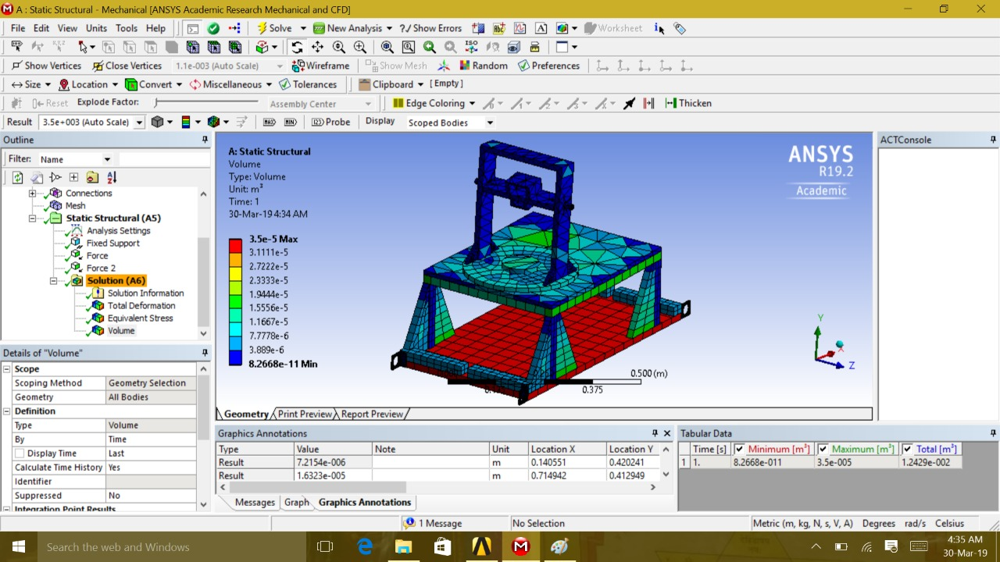 A : Static Structural - Mechanical [ANSYS Academic Research Mechanical and CFD]
File Edit View Units Tools Help Solve New Analysis ?/ Show Errors Worksheet
Show Vertices Close Vertices 1.1e-003 (Auto Scale) Wireframe Show Mesh Random Preferences
Size Location Convert Miscellaneous Tolerances Clipboard [ Empty ]
Reset Explode Factor: Assembly Center Edge Coloring Thicken
Result 3.5e+003 (Auto Scale) MAX MIN Probe Display Scoped Bodies
Outline
Filter: Name
Connections
Mesh
Static Structural (A5)
Analysis Settings
Fixed Support
Force
Force 2
Solution (A6)
Solution Information
Total Deformation
Equivalent Stress
Volume
Details of "Volume"
Scope
Scoping Method Geometry Selection
Geometry All Bodies
Definition
Type Volume
By Time
Display Time Last
Calculate Time History Yes
Identifier
Suppressed No
Integration Point Results
A: Static Structural
Volume
Type: Volume
Unit: m³
Time: 1
30-Mar-19 4:34 AM
3.5e-5 Max
3.1111e-5
2.7222e-5
2.3333e-5
1.9444e-5
1.5556e-5
1.1667e-5
7.7778e-6
3.889e-6
8.2668e-11 Min
ANSYS
R19.2
Academic
Y
X
Z
0.500 (m)
0.375
Geometry Print Preview Report Preview
ACTConsole
Graphics Annotations
Type Value Note Unit Location X Location Y
Result 7.2154e-006 m 0.140551 0.420241
Result 1.6323e-005 m 0.714942 0.412949
Messages Graph Graphics Annotations
Tabular Data
Time [s] Minimum [m³] Maximum [m³] Total [m³]
1 1. 8.2668e-011 3.5e-005 1.2429e-002
1 Message No Selection Metric (m, kg, N, s, V, A) Degrees rad/s Celsius
Search the web and Windows
4:35 AM
30-Mar-19